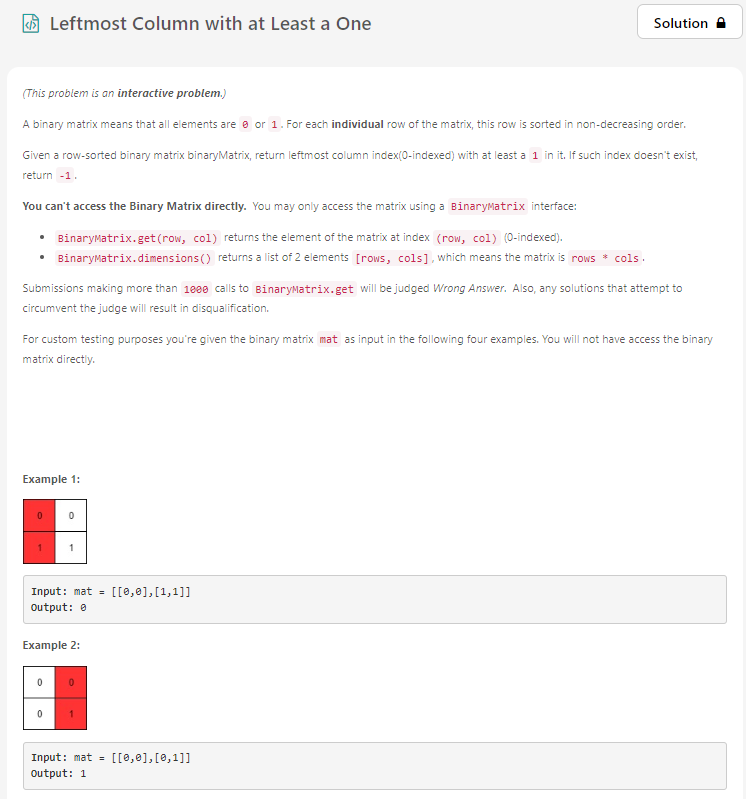 Leftmost Column with at Least a One
Solution
(This problem is an interactive problem.)
A binary matrix means that all elements are 0 or 1. For each individual row of the matrix, this row is sorted in non-decreasing order.
Given a row-sorted binary matrix binaryMatrix, return leftmost column index(0-indexed) with at least a 1 in it. If such index doesn't exist,
return -1.
You can't access the Binary Matrix directly. You may only access the matrix using a BinaryMatrix interface:
• BinaryMatrix.get(row, col) returns the element of the matrix at index (row, col) (0-indexed).
• BinaryMatrix.dimensions() returns a list of 2 elements [rows, cols], which means the matrix is rows * cols.
Submissions making more than 1000 calls to BinaryMatrix.get will be judged Wrong Answer. Also, any solutions that attempt to
circumvent the judge will result in disqualification.
For custom testing purposes you're given the binary matrix mat as input in the following four examples. You will not have access the binary
matrix directly.
Example 1:
0 0
1 1
Input: mat = [[0,0],[1,1]]
Output: 0
Example 2:
0 0
0 1
Input: mat = [[0,0],[0,1]]
Output: 1